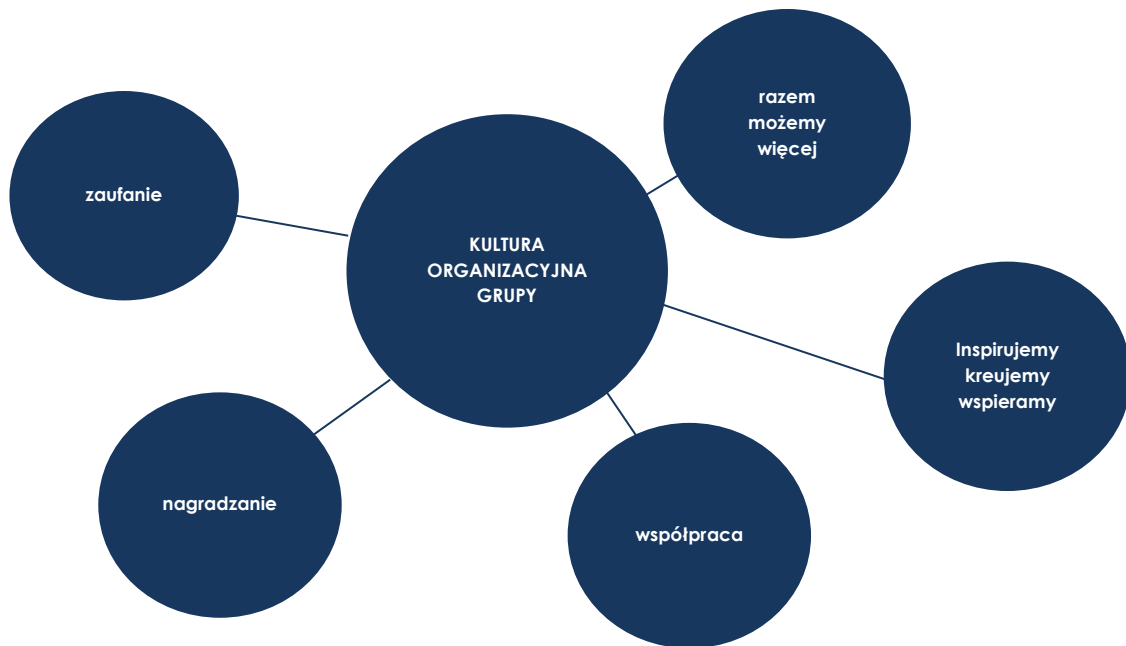 razem
możemy
więcej
zaufanie
KULTURA
ORGANIZACYJNA
GRUPY
Inspirujemy
kreujemy
wspieramy
nagradzanie
współpraca